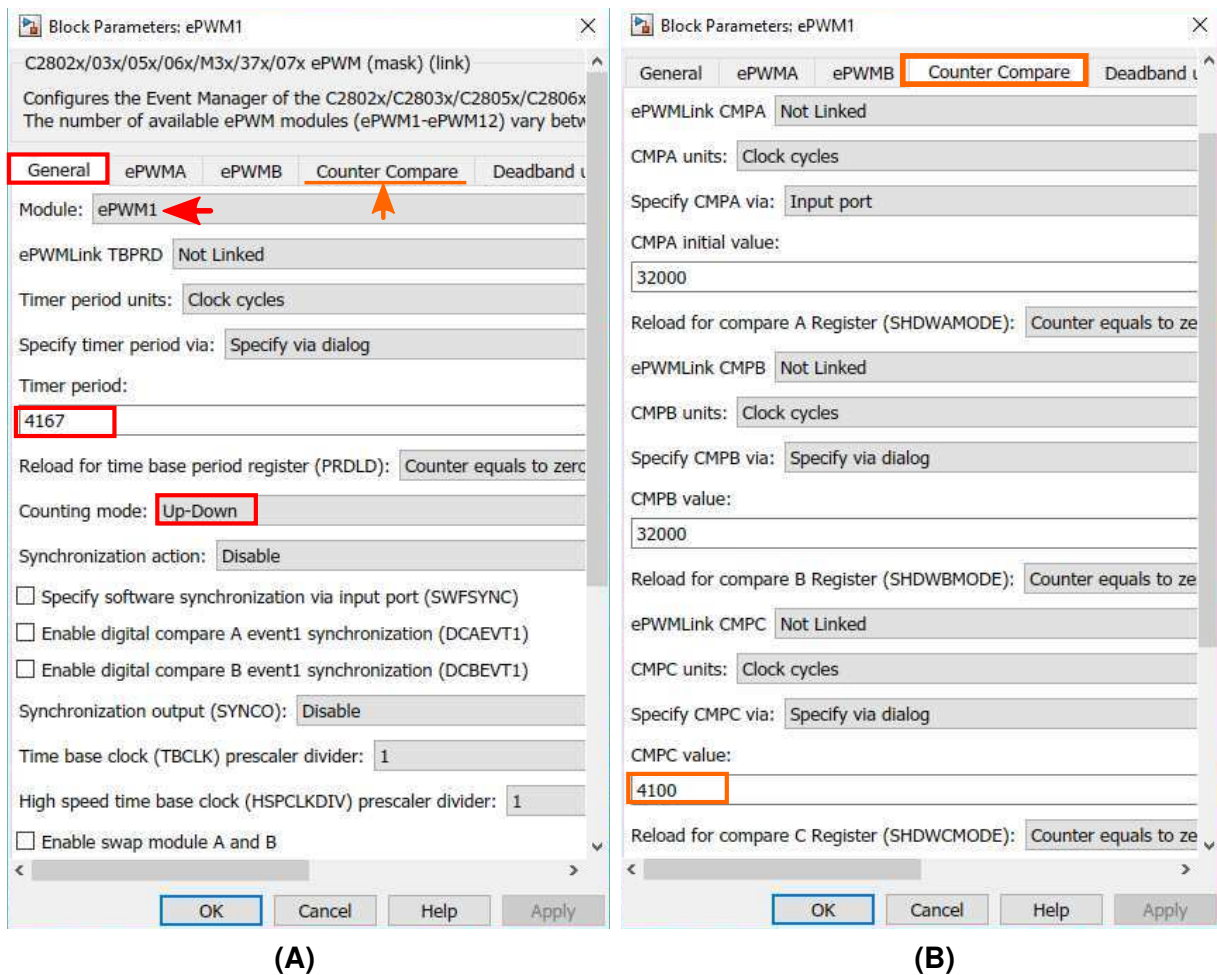 Block Parameters: ePWM1
C2802x/03x/05x/06x/M3x/37x/07x ePWM (mask) (link)
Configures the Event Manager of the C2802x/C2803x/C2805x/C2806x
The number of available ePWM modules (ePWM1-ePWM12) vary betw
General ePWMA ePWMB Counter Compare Deadband u
Module: ePWM1
ePWMLink TBPRD Not Linked
Timer period units: Clock cycles
Specify timer period via: Specify via dialog
Timer period:
4167
Reload for time base period register (PRDLD): Counter equals to zero
Counting mode: Up-Down
Synchronization action: Disable
Specify software synchronization via input port (SWFSYNC)
Enable digital compare A event1 synchronization (DCAEVT1)
Enable digital compare B event1 synchronization (DCBEVT1)
Synchronization output (SYNCO): Disable
Time base clock (TBCLK) prescaler divider: 1
High speed time base clock (HSPCLKDIV) prescaler divider: 1
Enable swap module A and B
OK Cancel Help Apply
(A)
Block Parameters: ePWM1
General ePWMA ePWMB Counter Compare Deadband u
ePWMLink CMPA Not Linked
CMPA units: Clock cycles
Specify CMPA via: Input port
CMPA initial value:
32000
Reload for compare A Register (SHDWAMODE): Counter equals to ze
ePWMLink CMPB Not Linked
CMPB units: Clock cycles
Specify CMPB via: Specify via dialog
CMPB value:
32000
Reload for compare B Register (SHDWBMODE): Counter equals to ze
ePWMLink CMPC Not Linked
CMPC units: Clock cycles
Specify CMPC via: Specify via dialog
CMPC value:
4100
Reload for compare C Register (SHDWCMODE): Counter equals to ze
OK Cancel Help Apply
(B)